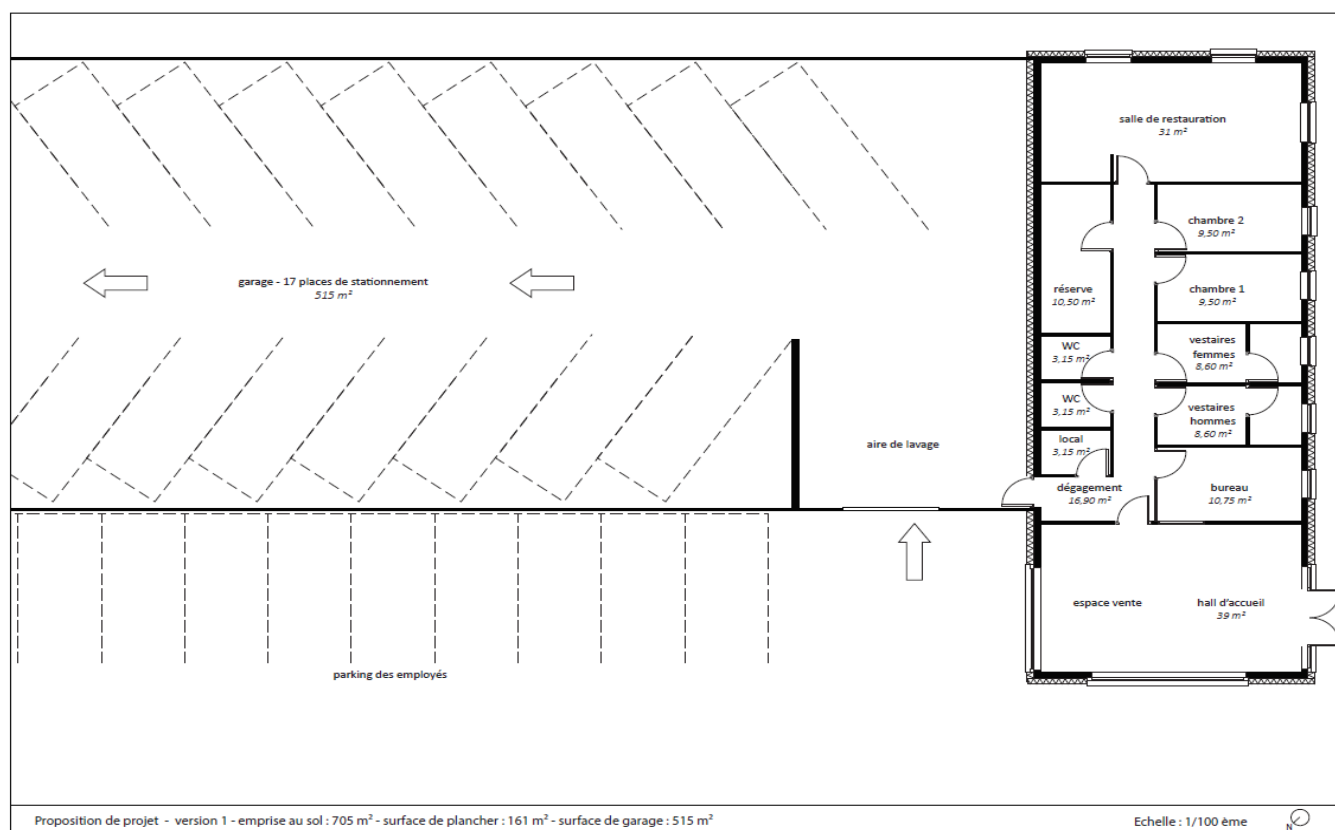 salle de restauration
31 m²
chambre 2
9,50 m²
garage - 17 places de stationnement
515 m²
réserve
10,50 m²
chambre 1
9,50 m²
WC
3,15 m²
vestiaires
femmes
8,60 m²
WC
3,15 m²
vestiaires
hommes
8,60 m²
aire de lavage
local
3,15 m²
dégagement
16,90 m²
bureau
10,75 m²
espace vente
hall d'accueil
39 m²
parking des employés
Proposition de projet - version 1 - emprise au sol : 705 m² - surface de plancher : 161 m² - surface de garage : 515 m²
Echelle : 1/100 ème
N